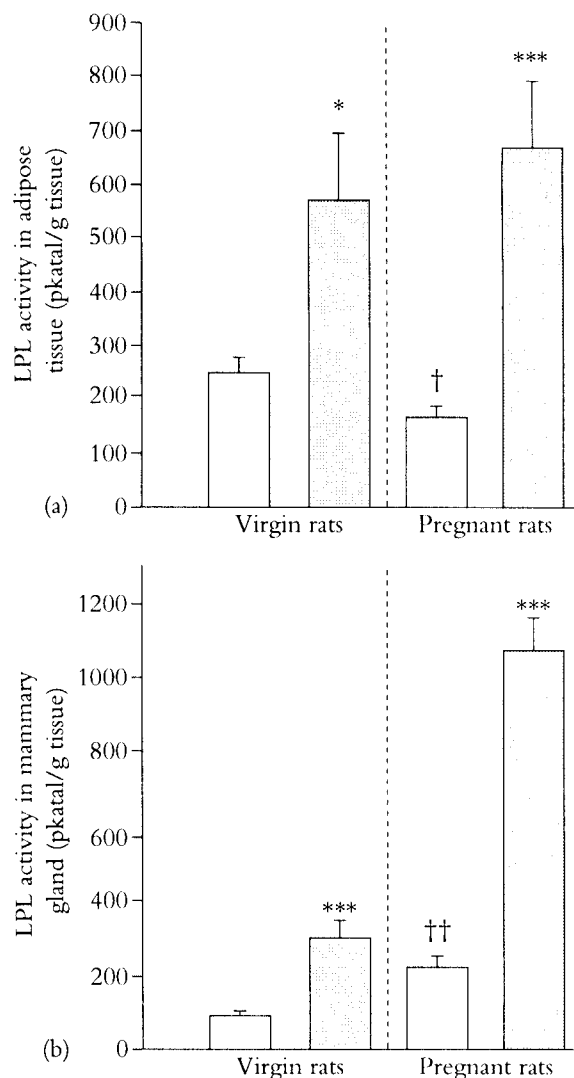 LPL activity in adipose
tissue (pkatal/g tissue)
900
800
700
600
500
400
300
200
100
0
*
†
***
(a)
Virgin rats
Pregnant rats
LPL activity in mammary
gland (pkatal/g tissue)
1200
1000
800
600
400
200
0
***
††
***
(b)
Virgin rats
Pregnant rats